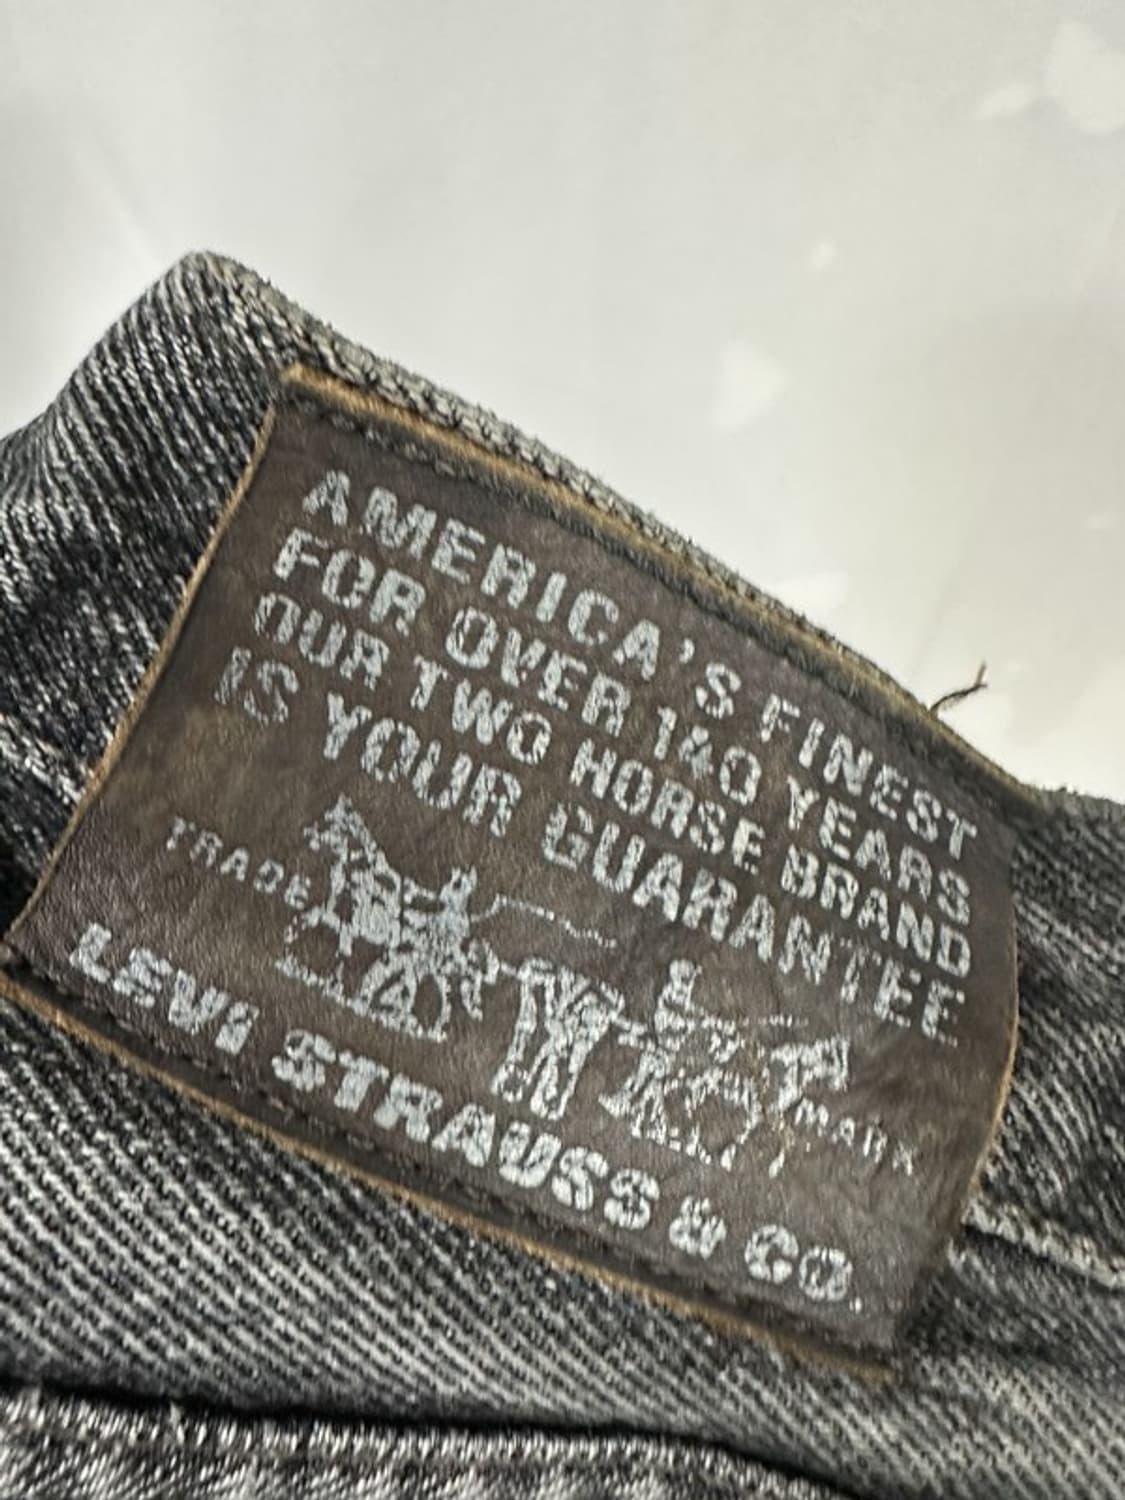 AMERICA'S FINEST
FOR OVER 140 YEARS
OUR TWO HORSE BRAND
IS YOUR GUARANTEE
TRADE MARK
LEVI STRAUSS & CO.